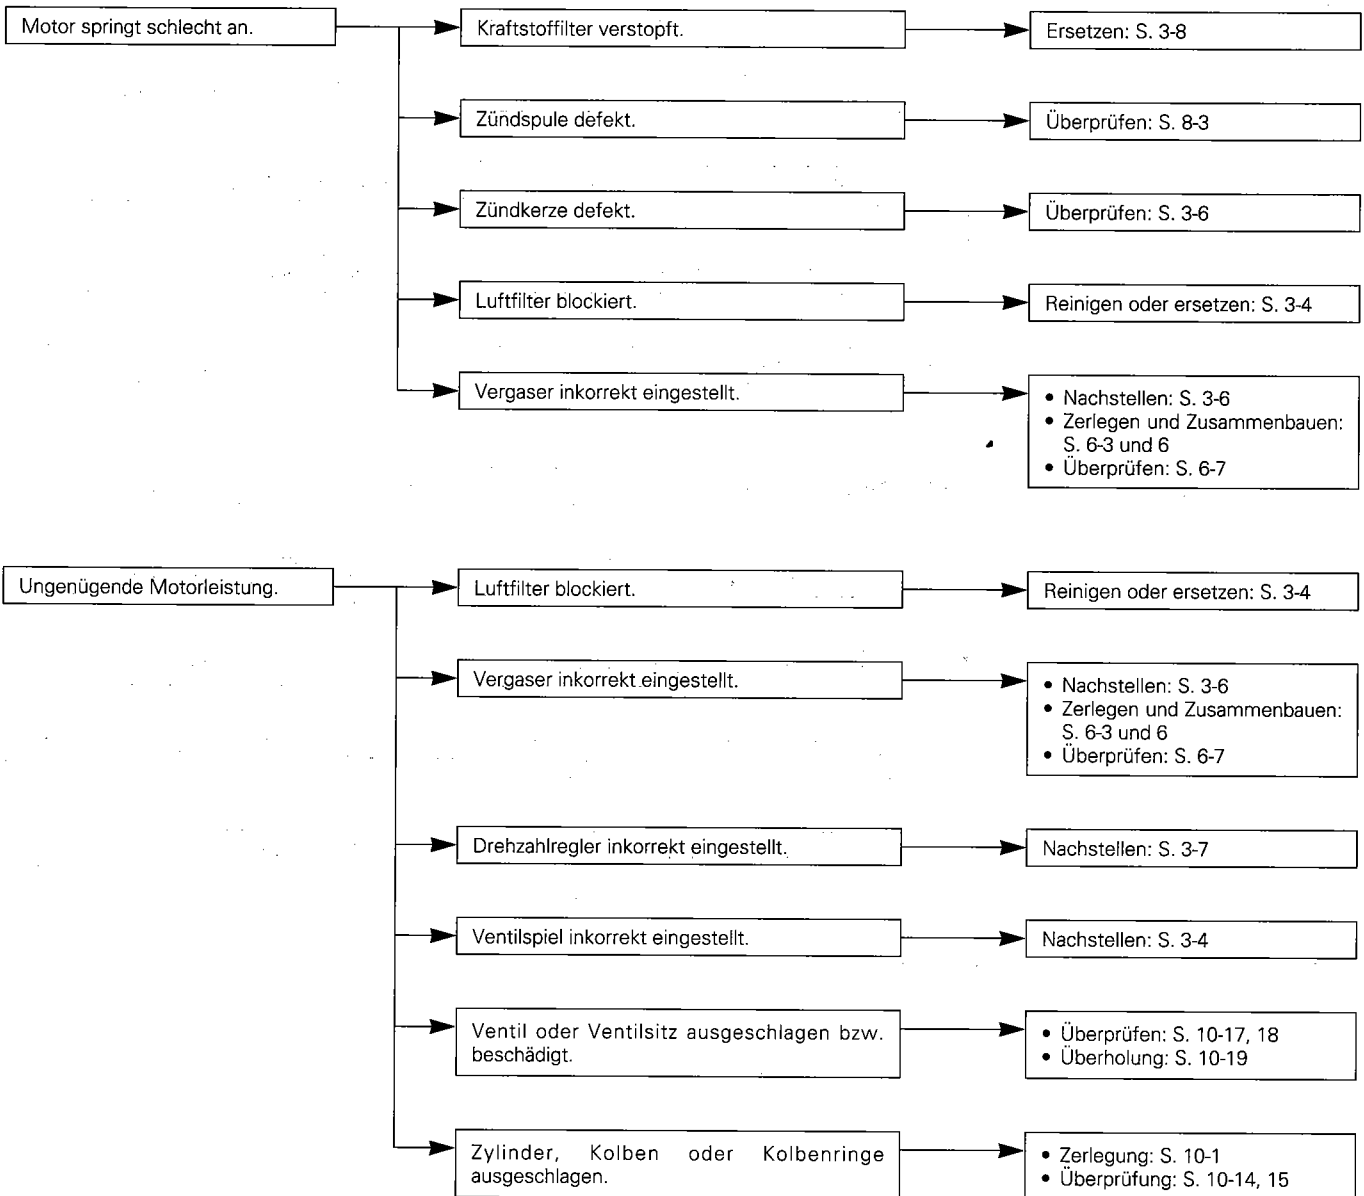 Motor springt schlecht an.
Kraftstoffilter verstopft.
Ersetzen: S. 3-8
Zündspule defekt.
Überprüfen: S. 8-3
Zündkerze defekt.
Überprüfen: S. 3-6
Luftfilter blockiert.
Reinigen oder ersetzen: S. 3-4
Vergaser inkorrekt eingestellt.
• Nachstellen: S. 3-6
• Zerlegen und Zusammenbauen:
S. 6-3 und 6
• Überprüfen: S. 6-7
Ungenügende Motorleistung.
Luftfilter blockiert.
Reinigen oder ersetzen: S. 3-4
Vergaser inkorrekt eingestellt.
• Nachstellen: S. 3-6
• Zerlegen und Zusammenbauen:
S. 6-3 und 6
• Überprüfen: S. 6-7
Drehzahlregler inkorrekt eingestellt.
Nachstellen: S. 3-7
Ventilspiel inkorrekt eingestellt.
Nachstellen: S. 3-4
Ventil oder Ventilsitz ausgeschlagen bzw.
beschädigt.
• Überprüfen: S. 10-17, 18
• Überholung: S. 10-19
Zylinder, Kolben oder Kolbenringe
ausgeschlagen.
• Zerlegung: S. 10-1
• Überprüfung: S. 10-14, 15